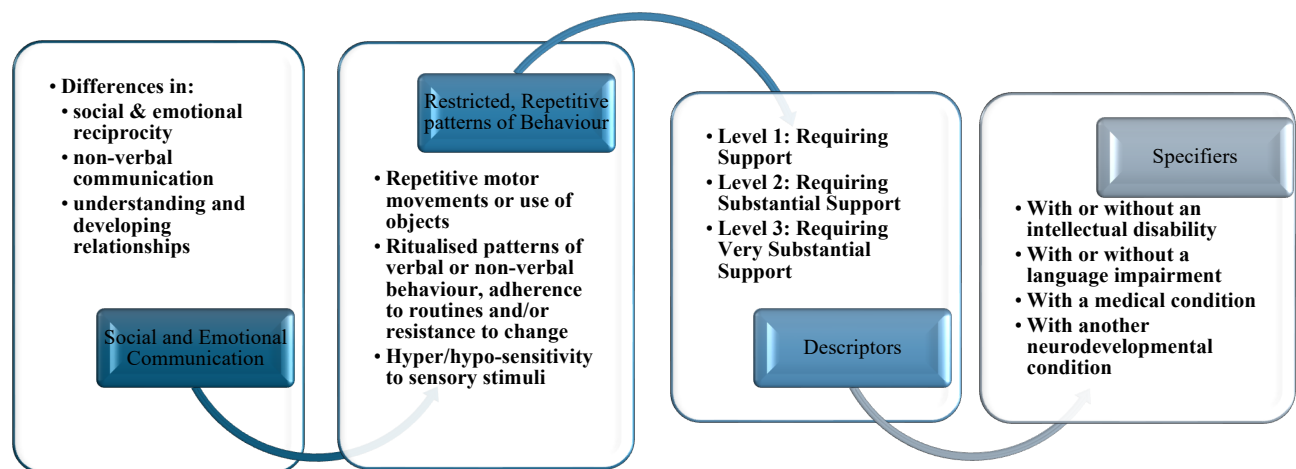 • Differences in:
• social & emotional
reciprocity
• non-verbal
communication
• understanding and
developing
relationships
Social and Emotional
Communication
Restricted, Repetitive
patterns of Behaviour
• Repetitive motor
movements or use of
objects
• Ritualised patterns of
verbal or non-verbal
behaviour, adherence
to routines and/or
resistance to change
• Hyper/hypo-sensitivity
to sensory stimuli
• Level 1: Requiring
Support
• Level 2: Requiring
Substantial Support
• Level 3: Requiring
Very Substantial
Support
Descriptors
Specifiers
• With or without an
intellectual disability
• With or without a
language impairment
• With a medical condition
• With another
neurodevelopmental
condition